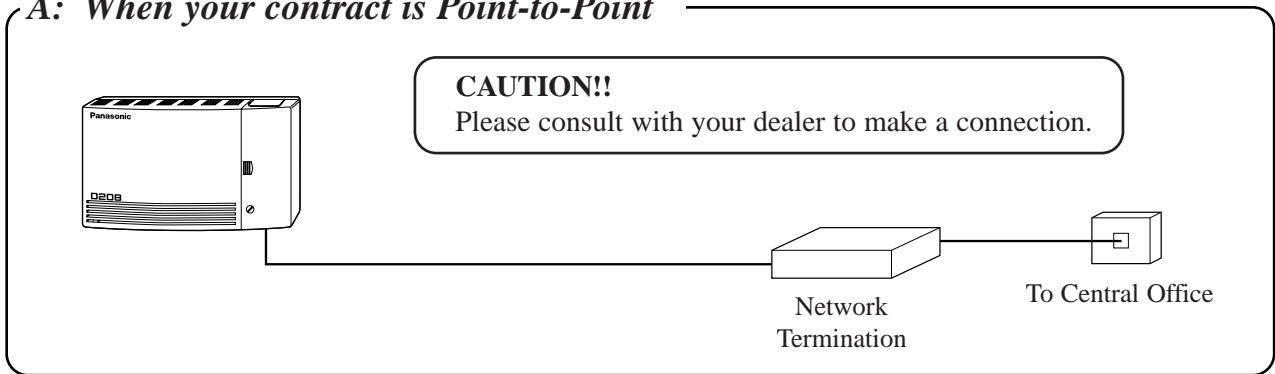 A: When your contract is Point-to-Point
CAUTION!!
Please consult with your dealer to make a connection.
Panasonic
D208
Network
Termination
To Central Office